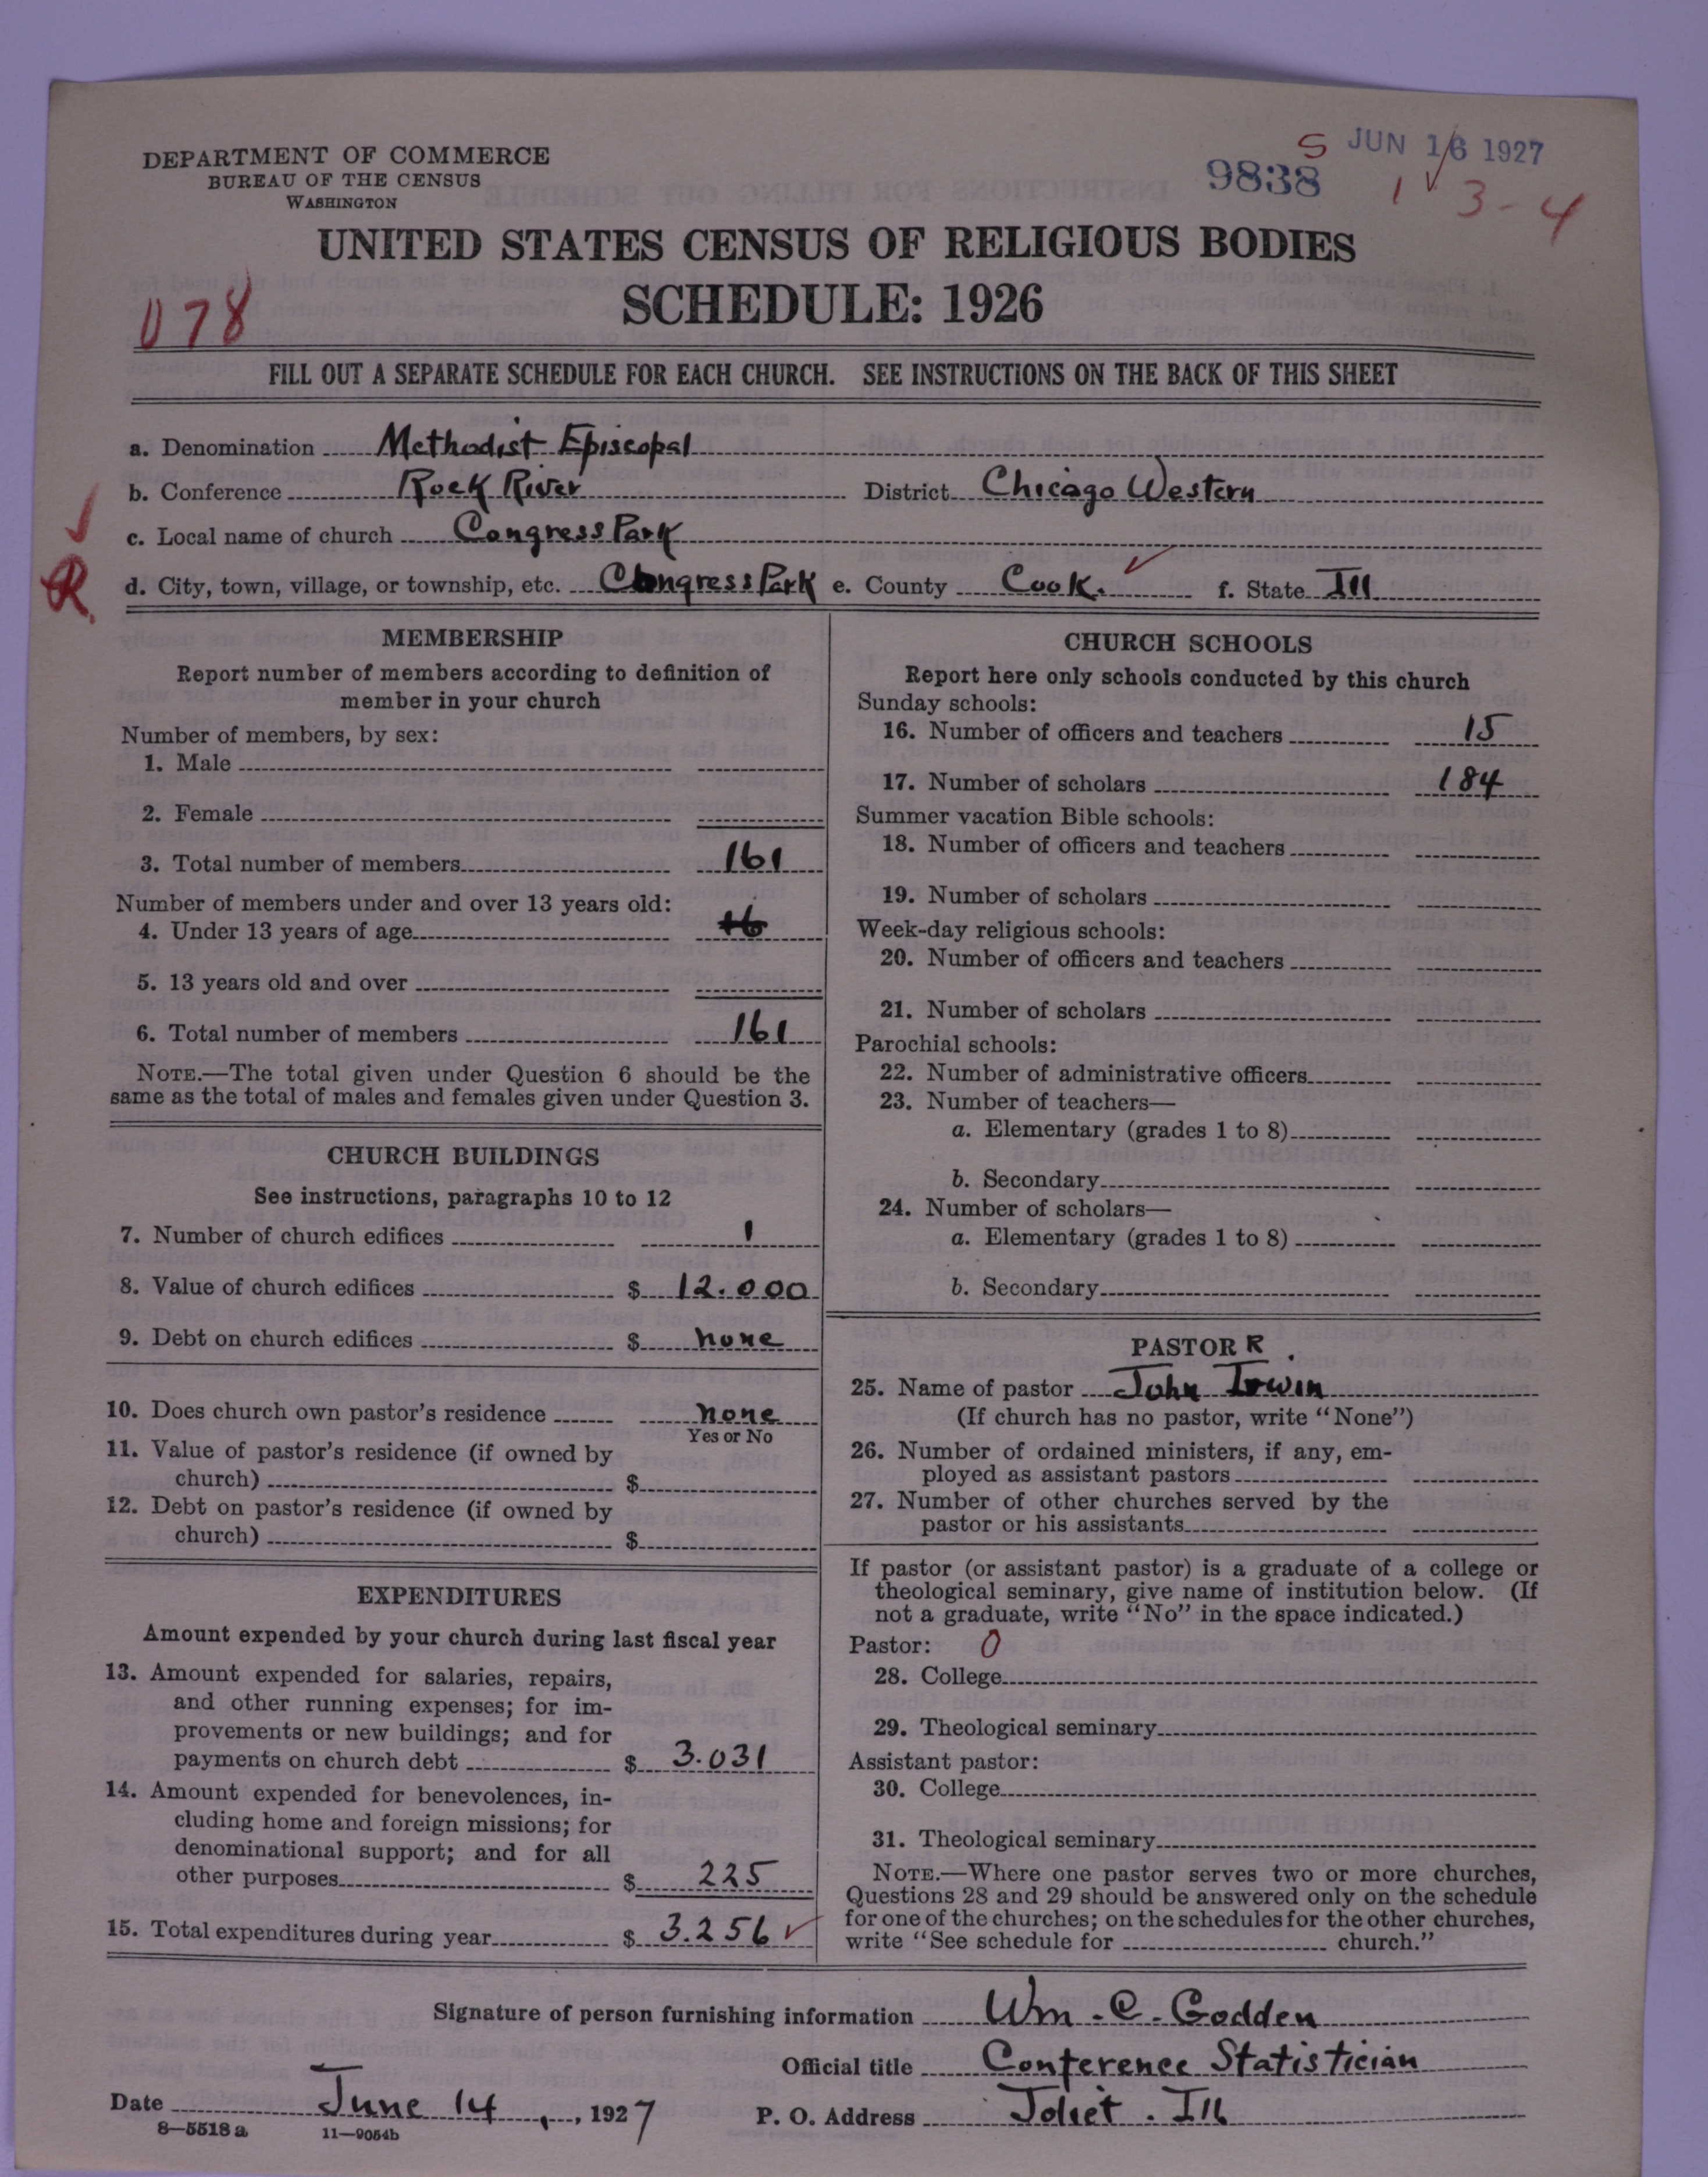 DEPARTMENT OF COMMERCE
BUREAU OF THE CENSUS
WASHINGTON
S JUN 16 1927
9838 1 3-4
UNITED STATES CENSUS OF RELIGIOUS BODIES
SCHEDULE: 1926
078
FILL OUT A SEPARATE SCHEDULE FOR EACH CHURCH. SEE INSTRUCTIONS ON THE BACK OF THIS SHEET
a. Denomination Methodist Episcopal
b. Conference Rock River District Chicago Western
c. Local name of church Congress Park
R.
d. City, town, village, or township, etc. Congress Park e. County Cook. f. State Ill
MEMBERSHIP
Report number of members according to definition of
member in your church
Number of members, by sex:
1. Male
2. Female
3. Total number of members 161
Number of members under and over 13 years old:
4. Under 13 years of age 16
5. 13 years old and over
6. Total number of members 161
NOTE.—The total given under Question 6 should be the
same as the total of males and females given under Question 3.
CHURCH BUILDINGS
See instructions, paragraphs 10 to 12
7. Number of church edifices 1
8. Value of church edifices $ 12.000
9. Debt on church edifices $ none
10. Does church own pastor's residence none
Yes or No
11. Value of pastor's residence (if owned by
church) $
12. Debt on pastor's residence (if owned by
church) $
EXPENDITURES
Amount expended by your church during last fiscal year
13. Amount expended for salaries, repairs,
and other running expenses; for im-
provements or new buildings; and for
payments on church debt $ 3.031
14. Amount expended for benevolences, in-
cluding home and foreign missions; for
denominational support; and for all
other purposes $ 225
15. Total expenditures during year $ 3.256
CHURCH SCHOOLS
Report here only schools conducted by this church
Sunday schools:
16. Number of officers and teachers 15
17. Number of scholars 184
Summer vacation Bible schools:
18. Number of officers and teachers
19. Number of scholars
Week-day religious schools:
20. Number of officers and teachers
21. Number of scholars
Parochial schools:
22. Number of administrative officers
23. Number of teachers—
a. Elementary (grades 1 to 8)
b. Secondary
24. Number of scholars—
a. Elementary (grades 1 to 8)
b. Secondary
PASTOR R.
25. Name of pastor John Irwin
(If church has no pastor, write "None")
26. Number of ordained ministers, if any, em-
ployed as assistant pastors
27. Number of other churches served by the
pastor or his assistants
If pastor (or assistant pastor) is a graduate of a college or
theological seminary, give name of institution below. (If
not a graduate, write "No" in the space indicated.)
Pastor: 0
28. College
29. Theological seminary
Assistant pastor:
30. College
31. Theological seminary
NOTE.—Where one pastor serves two or more churches,
Questions 28 and 29 should be answered only on the schedule
for one of the churches; on the schedules for the other churches,
write "See schedule for church."
Signature of person furnishing information Wm. C. Godden
Official title Conference Statistician
Date June 14, 1927 P. O. Address Joliet. Ill
8—5518 a 11—9054b